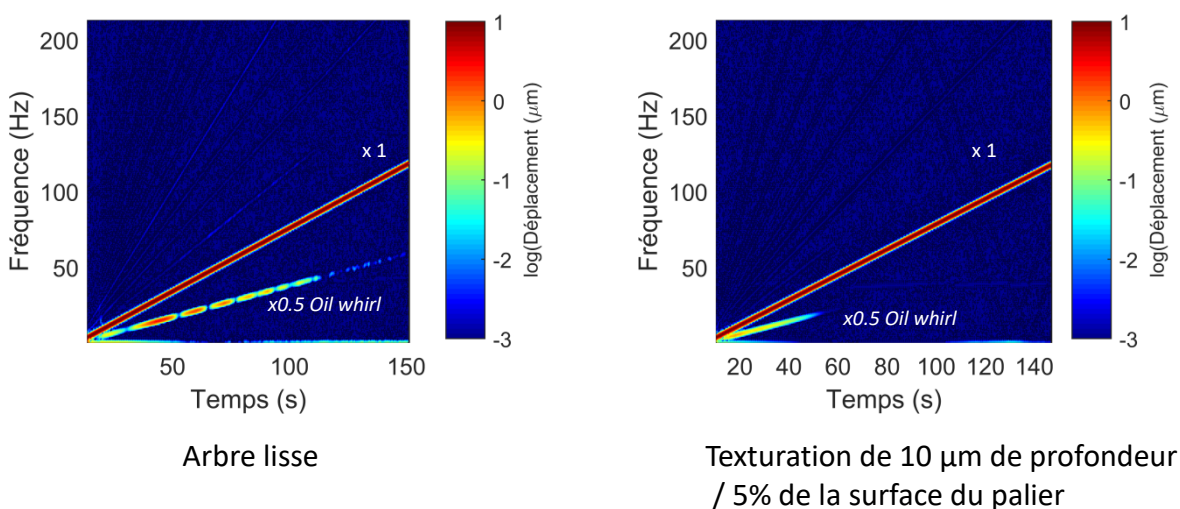 200
150
100
50
Fréquence (Hz)
x 1
x0.5 Oil whirl
50
100
150
Temps (s)
1
0
-1
-2
-3
log(Déplacement (μm)
Arbre lisse
200
150
100
50
Fréquence (Hz)
x 1
x0.5 Oil whirl
20
40
60
80
100
120
140
Temps (s)
1
0
-1
-2
-3
log(Déplacement (μm)
Texturation de 10 µm de profondeur
/ 5% de la surface du palier